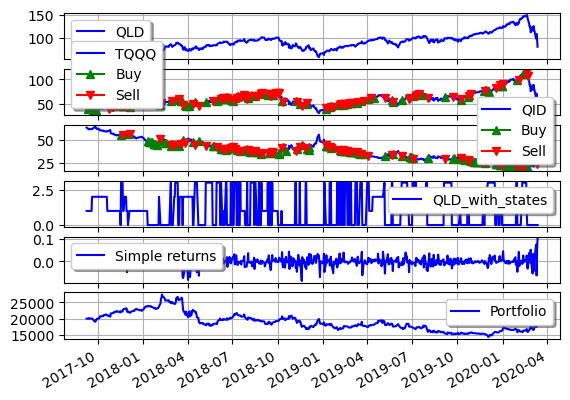 150
100
QLD
TQQQ
Buy
Sell
100
50
QID
Buy
Sell
50
25
2.5
0.0
QLD_with_states
0.1
0.0
Simple returns
25000
20000
15000
Portfolio
2017-10
2018-01
2018-04
2018-07
2018-10
2019-01
2019-04
2019-07
2019-10
2020-01
2020-04